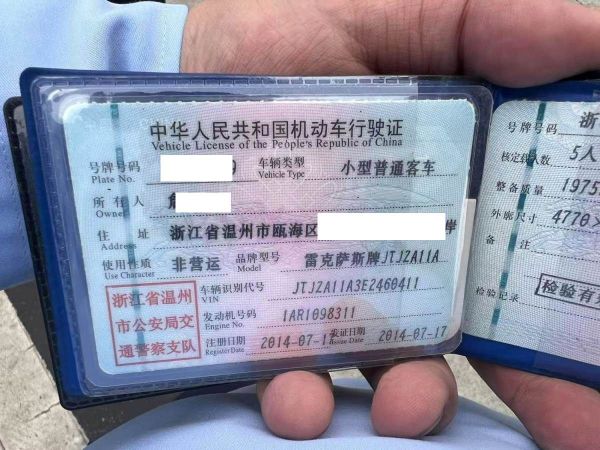 中华人民共和国机动车行驶证
Vehicle License of the People's Republic of China
号牌号码 车辆类型 小型普通客车
Plate No. Vehicle Type
所有人
Owner
住址 浙江省温州市瓯海区 岸
Address
使用性质 非营运 品牌型号 雷克萨斯牌JTJZA11A
Use Character Model
浙江省温州
市公安局交
通警察支队
车辆识别代号 JTJZA11A3E2460411
VIN
发动机号码 1AR1098311
Engine No.
注册日期 2014-07-1 发证日期 2014-07-17
Register Date Issue Date
浙
号牌号码
核定载人数 5人
整备质量 1975
外廓尺寸 4770×
备注
检验记录
检验有